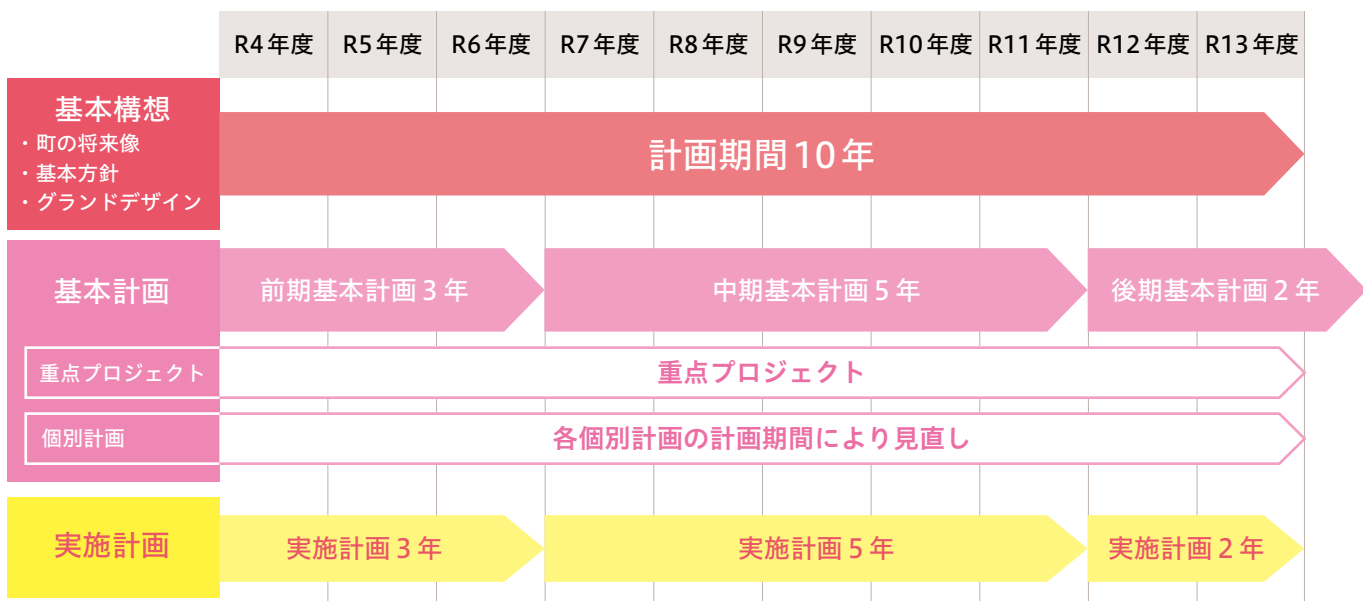 R4年度 R5年度 R6年度 R7年度 R8年度 R9年度 R10年度 R11年度 R12年度 R13年度
基本構想
・町の将来像
・基本方針
・グランドデザイン
計画期間10年
基本計画
前期基本計画3年
中期基本計画5年
後期基本計画2年
重点プロジェクト
重点プロジェクト
個別計画
各個別計画の計画期間により見直し
実施計画
実施計画3年
実施計画5年
実施計画2年